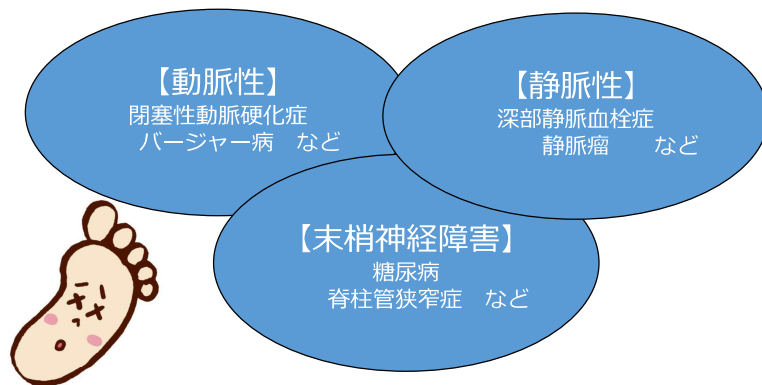 【動脈性】
閉塞性動脈硬化症
バージャー病　など
【静脈性】
深部静脈血栓症
静脈瘤　　など
【末梢神経障害】
糖尿病
脊柱管狭窄症　など